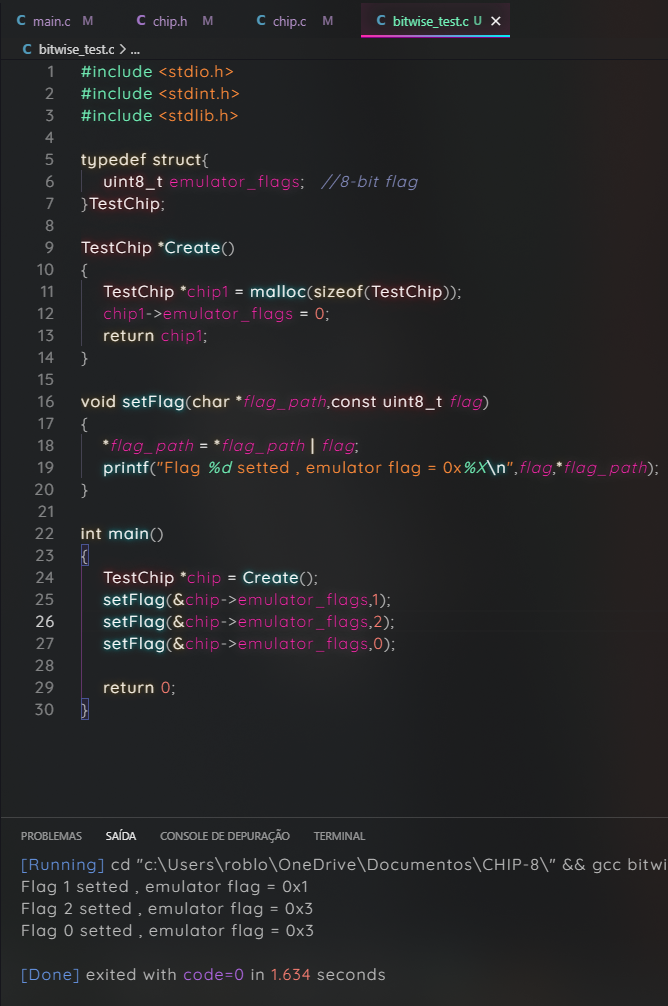 main.c M chip.h M chip.c M bitwise_test.c U ×
bitwise_test.c > ...
1 #include <stdio.h>
2 #include <stdint.h>
3 #include <stdlib.h>
4
5 typedef struct{
6 uint8_t emulator_flags; //8-bit flag
7 }TestChip;
8
9 TestChip *Create()
10 {
11 TestChip *chip1 = malloc(sizeof(TestChip));
12 chip1->emulator_flags = 0;
13 return chip1;
14 }
15
16 void setFlag(char *flag_path,const uint8_t flag)
17 {
18 *flag_path = *flag_path | flag;
19 printf("Flag %d setted , emulator flag = 0x%X\n",flag,*flag_path);
20 }
21
22 int main()
23 {
24 TestChip *chip = Create();
25 setFlag(&chip->emulator_flags,1);
26 setFlag(&chip->emulator_flags,2);
27 setFlag(&chip->emulator_flags,0);
28
29 return 0;
30 }
PROBLEMAS SAÍDA CONSOLE DE DEPURAÇÃO TERMINAL
[Running] cd "c:\Users\roblo\OneDrive\Documentos\CHIP-8\" && gcc bitwi
Flag 1 setted , emulator flag = 0x1
Flag 2 setted , emulator flag = 0x3
Flag 0 setted , emulator flag = 0x3
[Done] exited with code=0 in 1.634 seconds